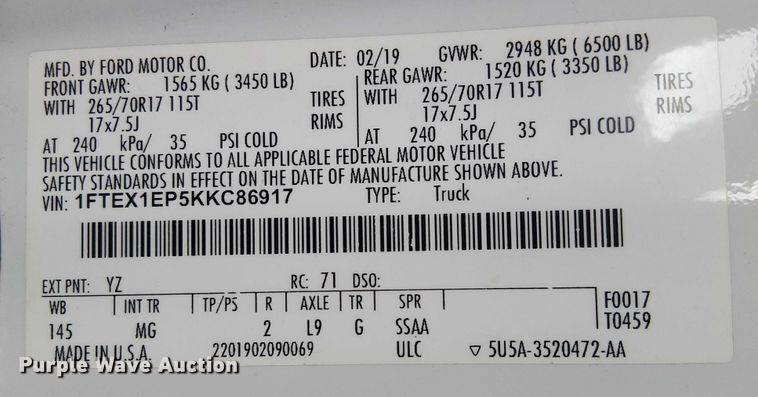 MFD. BY FORD MOTOR CO. DATE: 02/19 GVWR: 2948 KG ( 6500 LB)
FRONT GAWR: 1565 KG ( 3450 LB) REAR GAWR: 1520 KG ( 3350 LB)
WITH 265/70R17 115T TIRES WITH 265/70R17 115T TIRES
17x7.5J RIMS 17x7.5J RIMS
AT 240 kPa/ 35 PSI COLD AT 240 kPa/ 35 PSI COLD
THIS VEHICLE CONFORMS TO ALL APPLICABLE FEDERAL MOTOR VEHICLE
SAFETY STANDARDS IN EFFECT ON THE DATE OF MANUFACTURE SHOWN ABOVE.
VIN: 1FTEX1EP5KKC86917 TYPE: Truck
EXT PNT: YZ RC: 71 DSO:
WB INT TR TP/PS R AXLE TR SPR F0017
145 MG 2 L9 G SSAA T0459
MADE IN U.S.A. 2201902090069 ULC ▽ 5U5A-3520472-AA
Purple Wave Auction